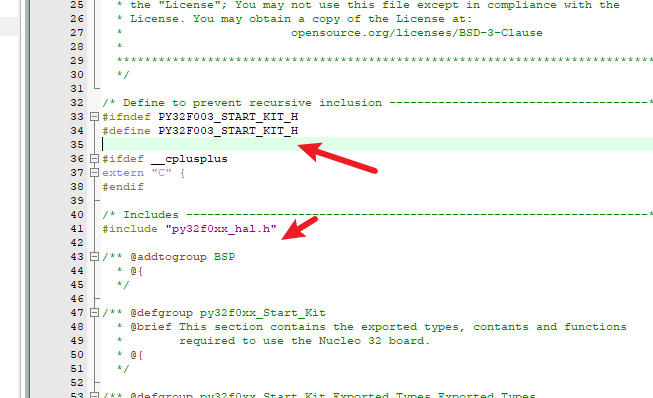 25 * the "License"; You may not use this file except in compliance with the
26 * License. You may obtain a copy of the License at:
27 * opensource.org/licenses/BSD-3-Clause
28 *
29 ******************************************************************************
30 */
31
32 /* Define to prevent recursive inclusion -------------------------------------*
33 #ifndef PY32F003_START_KIT_H
34 #define PY32F003_START_KIT_H
35
36 #ifdef __cplusplus
37 extern "C" {
38 #endif
39
40 /* Includes ------------------------------------------------------------------*
41 #include "py32f0xx_hal.h"
42
43 /** @addtogroup BSP
44 * @{
45 */
46
47 /** @defgroup py32f0xx_Start_Kit
48 * @brief This section contains the exported types, contants and functions
49 * required to use the Nucleo 32 board.
50 * @{
51 */
52
53 /** @defgroup py32f0xx_Start_Kit_Exported_Types Exported Types